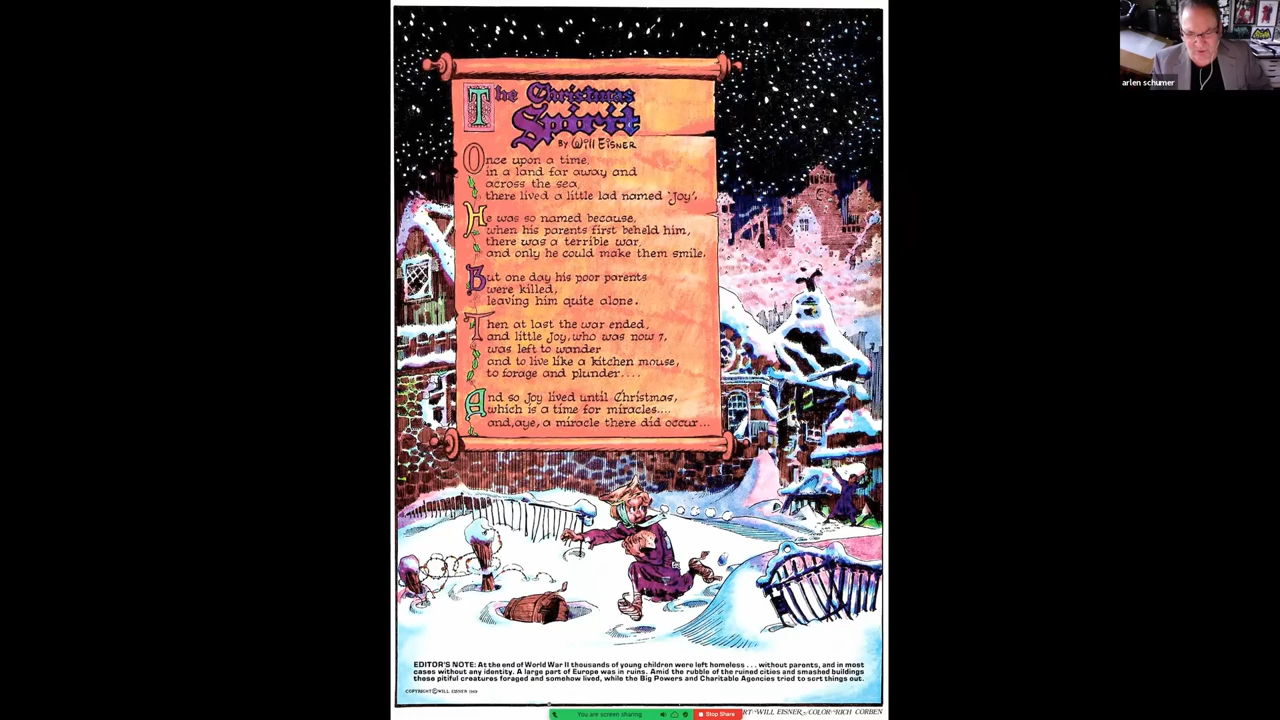 The Christmas
Spirit
BY WILL EISNER
Once upon a time,
in a land far away and
across the sea,
there lived a little lad named 'Joy'.
He was so named because,
when his parents first beheld him,
there was a terrible war,
and only he could make them smile.
But one day his poor parents
were killed,
leaving him quite alone.
Then at last the war ended,
and little Joy, who was now 7,
was left to wander
and to live like a kitchen mouse,
to forage and plunder....
And so Joy lived until Christmas,
which is a time for miracles....
and, aye, a miracle there did occur...
EDITOR'S NOTE: At the end of World War II thousands of young children were left homeless . . . without parents, and in most
cases without any identity. A large part of Europe was in ruins. Amid the rubble of the ruined cities and smashed buildings
these pitiful creatures foraged and somehow lived, while the Big Powers and Charitable Agencies tried to sort things out.
COPYRIGHT © WILL EISNER
RT-WILL EISNER/COLOR-RICH CORBEN
You are screen sharing
Stop Share
arlen schumer